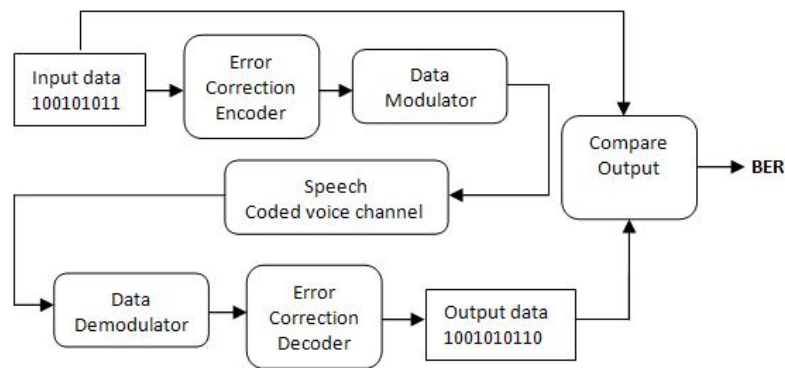 Input data
100101011
Error
Correction
Encoder
Data
Modulator
Compare
Output
BER
Speech
Coded voice channel
Data
Demodulator
Error
Correction
Decoder
Output data
1001010110